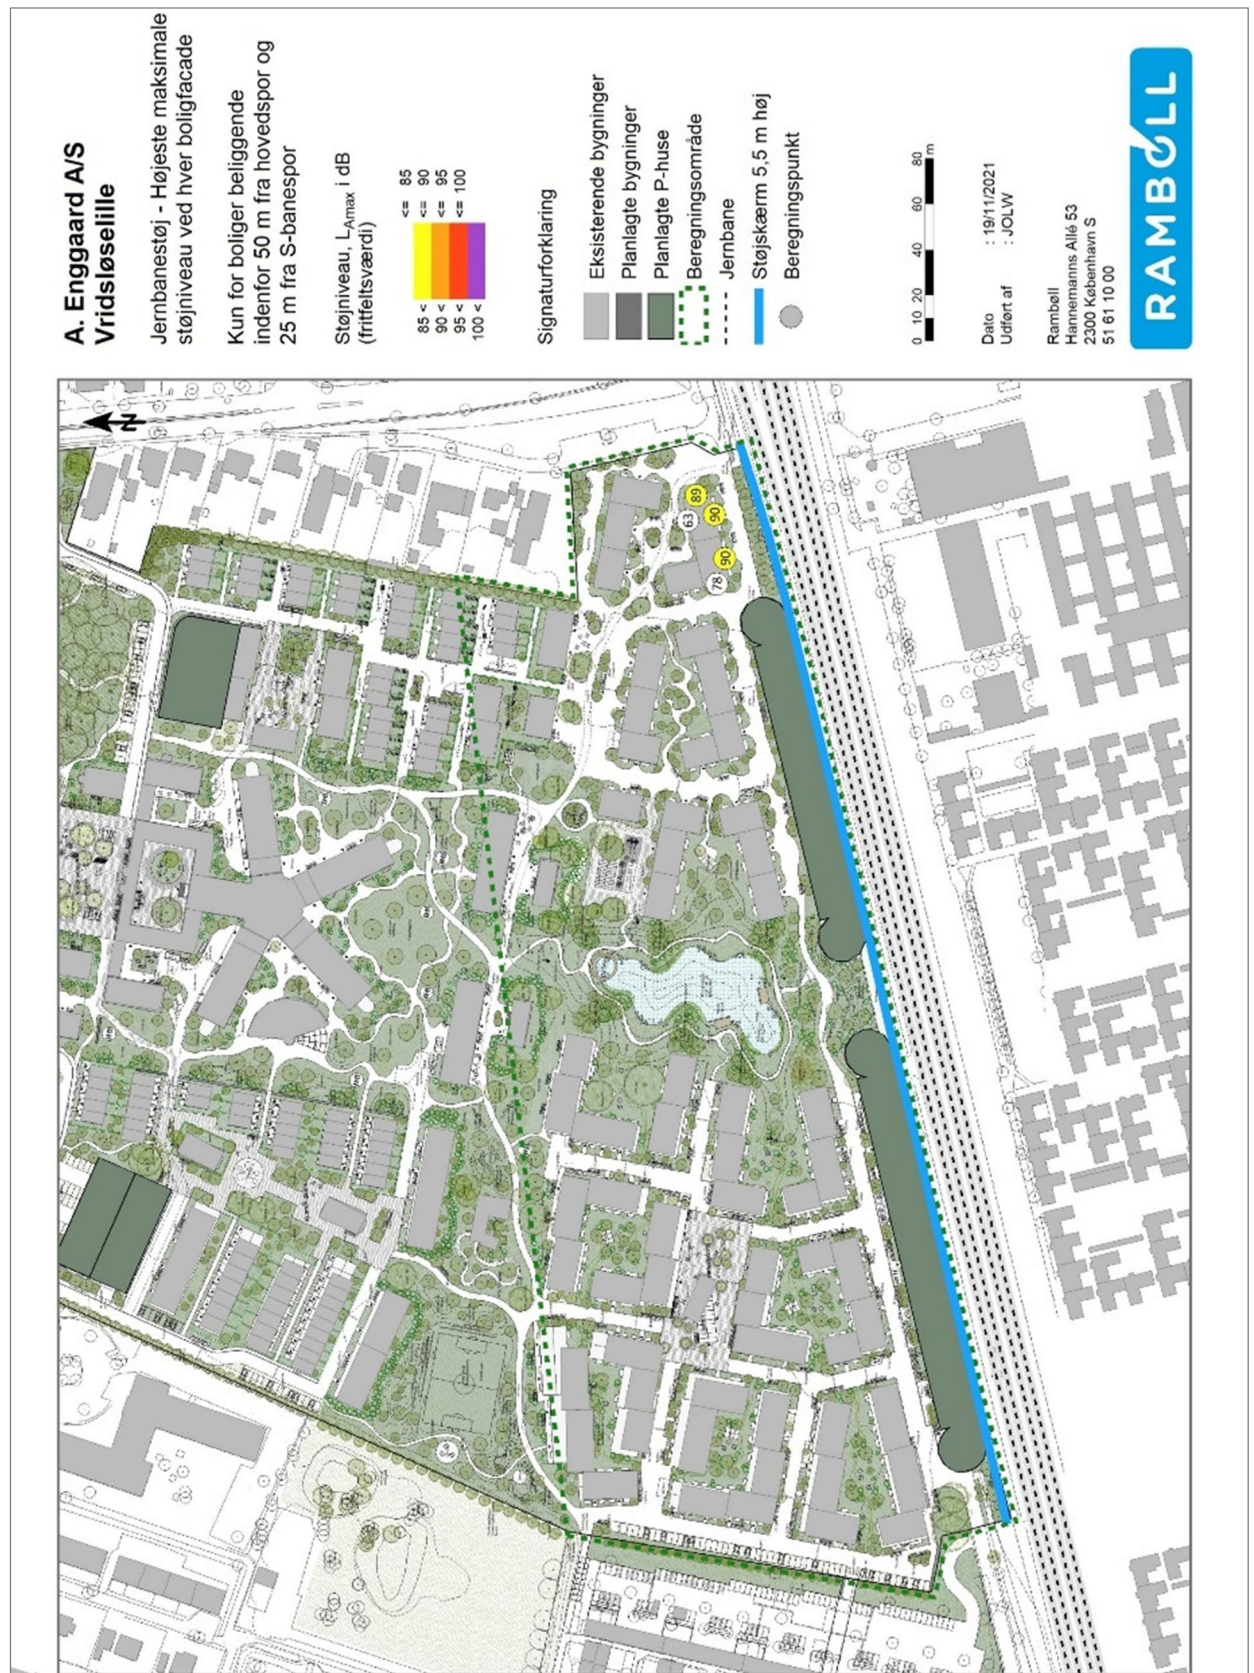 A. Enggaard A/S
Vridsløselille
Jernbanestøj - Højeste maksimale
støjniveau ved hver boligfacade
Kun for boliger beliggende
indenfor 50 m fra hovedspor og
25 m fra S-banespor
Støjniveau, LAmax i dB
(fritfeltsværdi)
<= 85
85 < <= 90
90 < <= 95
95 < <= 100
100 <
Signaturforklaring
Eksisterende bygninger
Planlagte bygninger
Planlagte P-huse
Beregningsområde
Jernbane
Støjskærm 5,5 m høj
Beregningspunkt
0 10 20 40 60 80
m
Dato : 19/11/2021
Udført af : JOLW
Rambøll
Hannemanns Allé 53
2300 København S
51 61 10 00
RAMBOLL
N
63
89
90
90
78